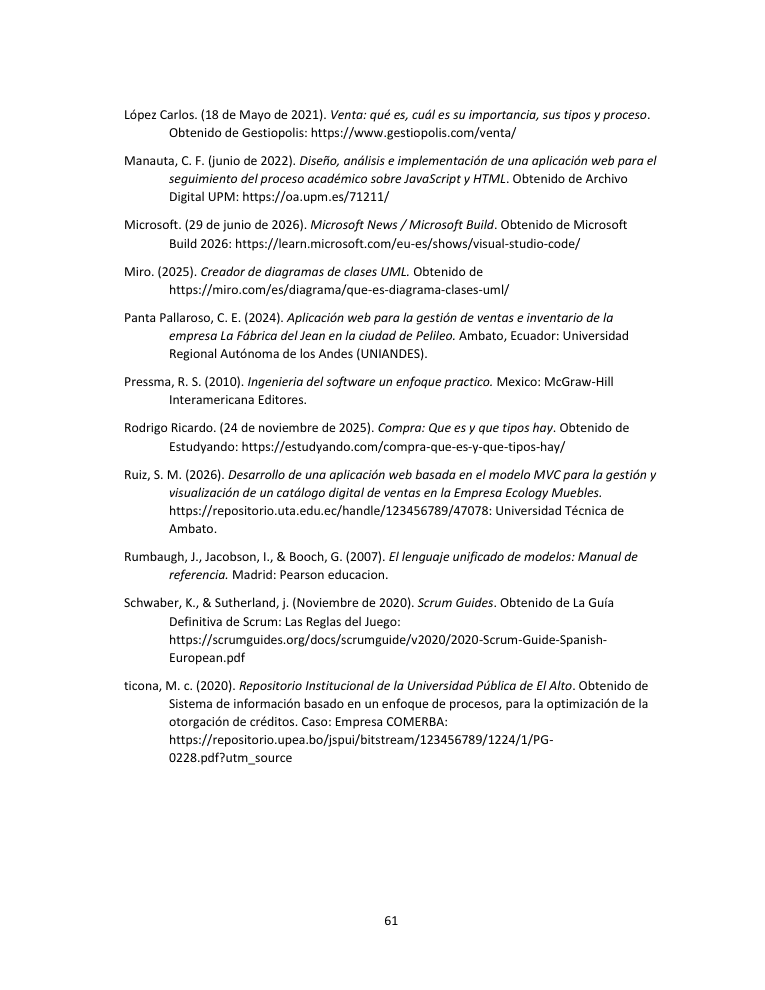 López Carlos. (18 de Mayo de 2021). Venta: qué es, cuál es su importancia, sus tipos y proceso.
Obtenido de Gestiopolis: https://www.gestiopolis.com/venta/
Manauta, C. F. (junio de 2022). Diseño, análisis e implementación de una aplicación web para el
seguimiento del proceso académico sobre JavaScript y HTML. Obtenido de Archivo
Digital UPM: https://oa.upm.es/71211/
Microsoft. (29 de junio de 2026). Microsoft News / Microsoft Build. Obtenido de Microsoft
Build 2026: https://learn.microsoft.com/eu-es/shows/visual-studio-code/
Miro. (2025). Creador de diagramas de clases UML. Obtenido de
https://miro.com/es/diagrama/que-es-diagrama-clases-uml/
Panta Pallaroso, C. E. (2024). Aplicación web para la gestión de ventas e inventario de la
empresa La Fábrica del Jean en la ciudad de Pelileo. Ambato, Ecuador: Universidad
Regional Autónoma de los Andes (UNIANDES).
Pressma, R. S. (2010). Ingenieria del software un enfoque practico. Mexico: McGraw-Hill
Interamericana Editores.
Rodrigo Ricardo. (24 de noviembre de 2025). Compra: Que es y que tipos hay. Obtenido de
Estudyando: https://estudyando.com/compra-que-es-y-que-tipos-hay/
Ruiz, S. M. (2026). Desarrollo de una aplicación web basada en el modelo MVC para la gestión y
visualización de un catálogo digital de ventas en la Empresa Ecology Muebles.
https://repositorio.uta.edu.ec/handle/123456789/47078: Universidad Técnica de
Ambato.
Rumbaugh, J., Jacobson, I., & Booch, G. (2007). El lenguaje unificado de modelos: Manual de
referencia. Madrid: Pearson educacion.
Schwaber, K., & Sutherland, j. (Noviembre de 2020). Scrum Guides. Obtenido de La Guía
Definitiva de Scrum: Las Reglas del Juego:
https://scrumguides.org/docs/scrumguide/v2020/2020-Scrum-Guide-Spanish-
European.pdf
ticona, M. c. (2020). Repositorio Institucional de la Universidad Pública de El Alto. Obtenido de
Sistema de información basado en un enfoque de procesos, para la optimización de la
otorgación de créditos. Caso: Empresa COMERBA:
https://repositorio.upea.bo/jspui/bitstream/123456789/1224/1/PG-
0228.pdf?utm_source
61